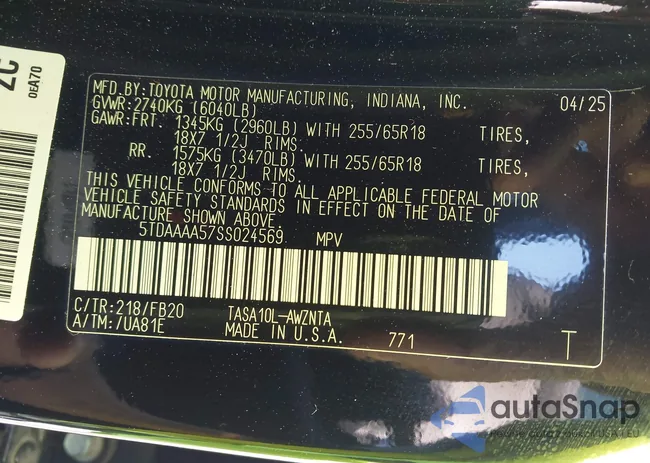 2C
0EA70
MFD.BY:TOYOTA MOTOR MANUFACTURING, INDIANA, INC. 04/25
GVWR:2740KG (6040LB)
GAWR:FRT. 1345KG (2960LB) WITH 255/65R18 TIRES,
18X7 1/2J RIMS.
RR. 1575KG (3470LB) WITH 255/65R18 TIRES,
18X7 1/2J RIMS.
THIS VEHICLE CONFORMS TO ALL APPLICABLE FEDERAL MOTOR
VEHICLE SAFETY STANDARDS IN EFFECT ON THE DATE OF
MANUFACTURE SHOWN ABOVE.
5TDAAAA57SS024569 MPV
C/TR:218/FB20 TASA10L-AWZNTA
A/TM:/UA81E MADE IN U.S.A. 771 T
autoSnap